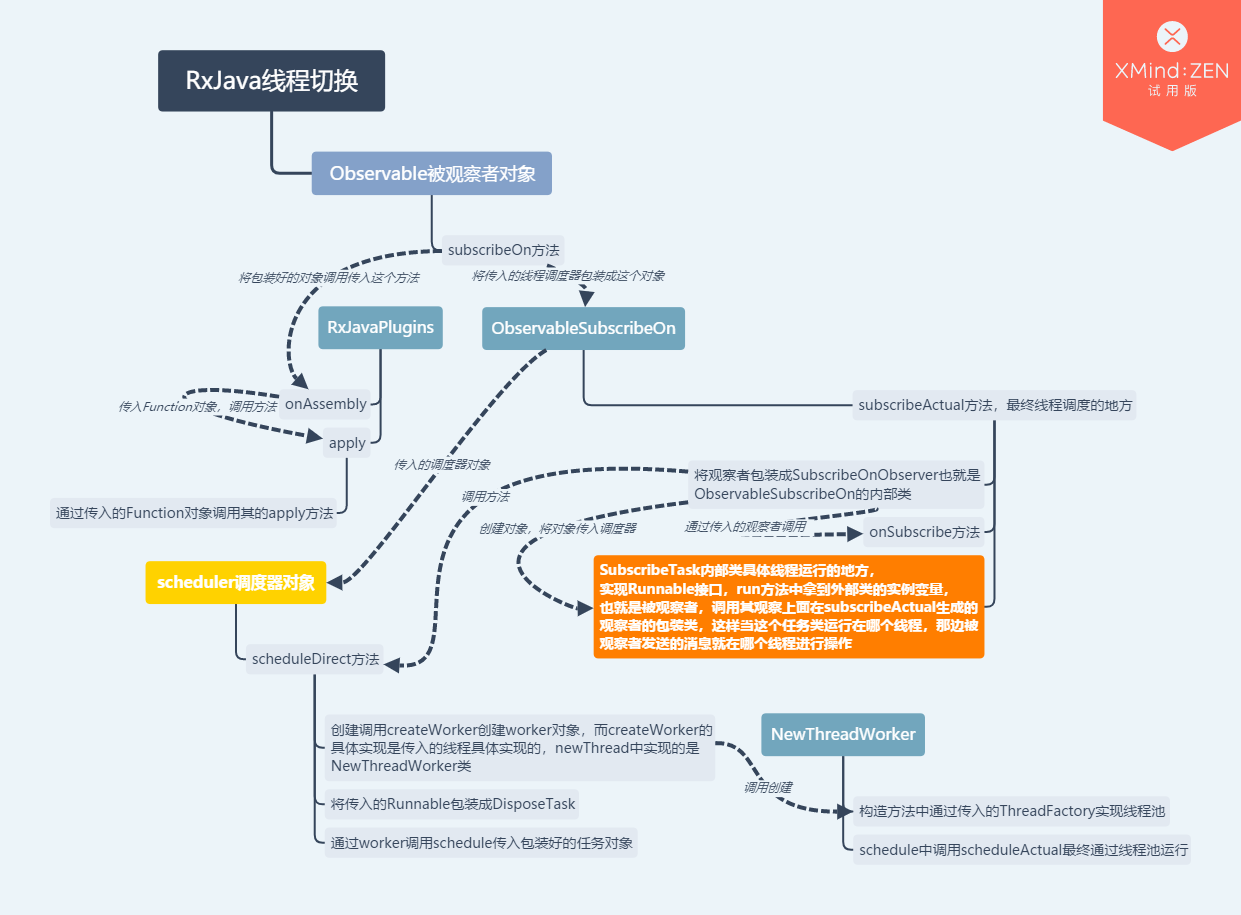 XMind:ZEN
试用版
RxJava线程切换
Observable被观察者对象
subscribeOn方法
将包装好的对象调用传入这个方法
将传入的线程调度器包装成这个对象
RxJavaPlugins
ObservableSubscribeOn
onAssembly
传入Function对象，调用方法
subscribeActual方法，最终线程调度的地方
apply
传入的调度器对象
将观察者包装成SubscribeOnObserver也就是
ObservableSubscribeOn的内部类
调用方法
通过传入的Function对象调用其的apply方法
创建对象，将对象传入调度器
通过传入的观察者调用
onSubscribe方法
scheduler调度器对象
SubscribeTask内部类具体线程运行的地方，
实现Runnable接口，run方法中拿到外部类的实例变量，
也就是被观察者，调用其观察上面在subscribeActual生成的
观察者的包装类，这样当这个任务类运行在哪个线程，那边被
观察者发送的消息就在哪个线程进行操作
scheduleDirect方法
创建调用createWorker创建worker对象，而createWorker的
具体实现是传入的线程具体实现的，newThread中实现的是
NewThreadWorker类
NewThreadWorker
调用创建
将传入的Runnable包装成DisposeTask
构造方法中通过传入的ThreadFactory实现线程池
通过worker调用schedule传入包装好的任务对象
schedule中调用scheduleActual最终通过线程池运行